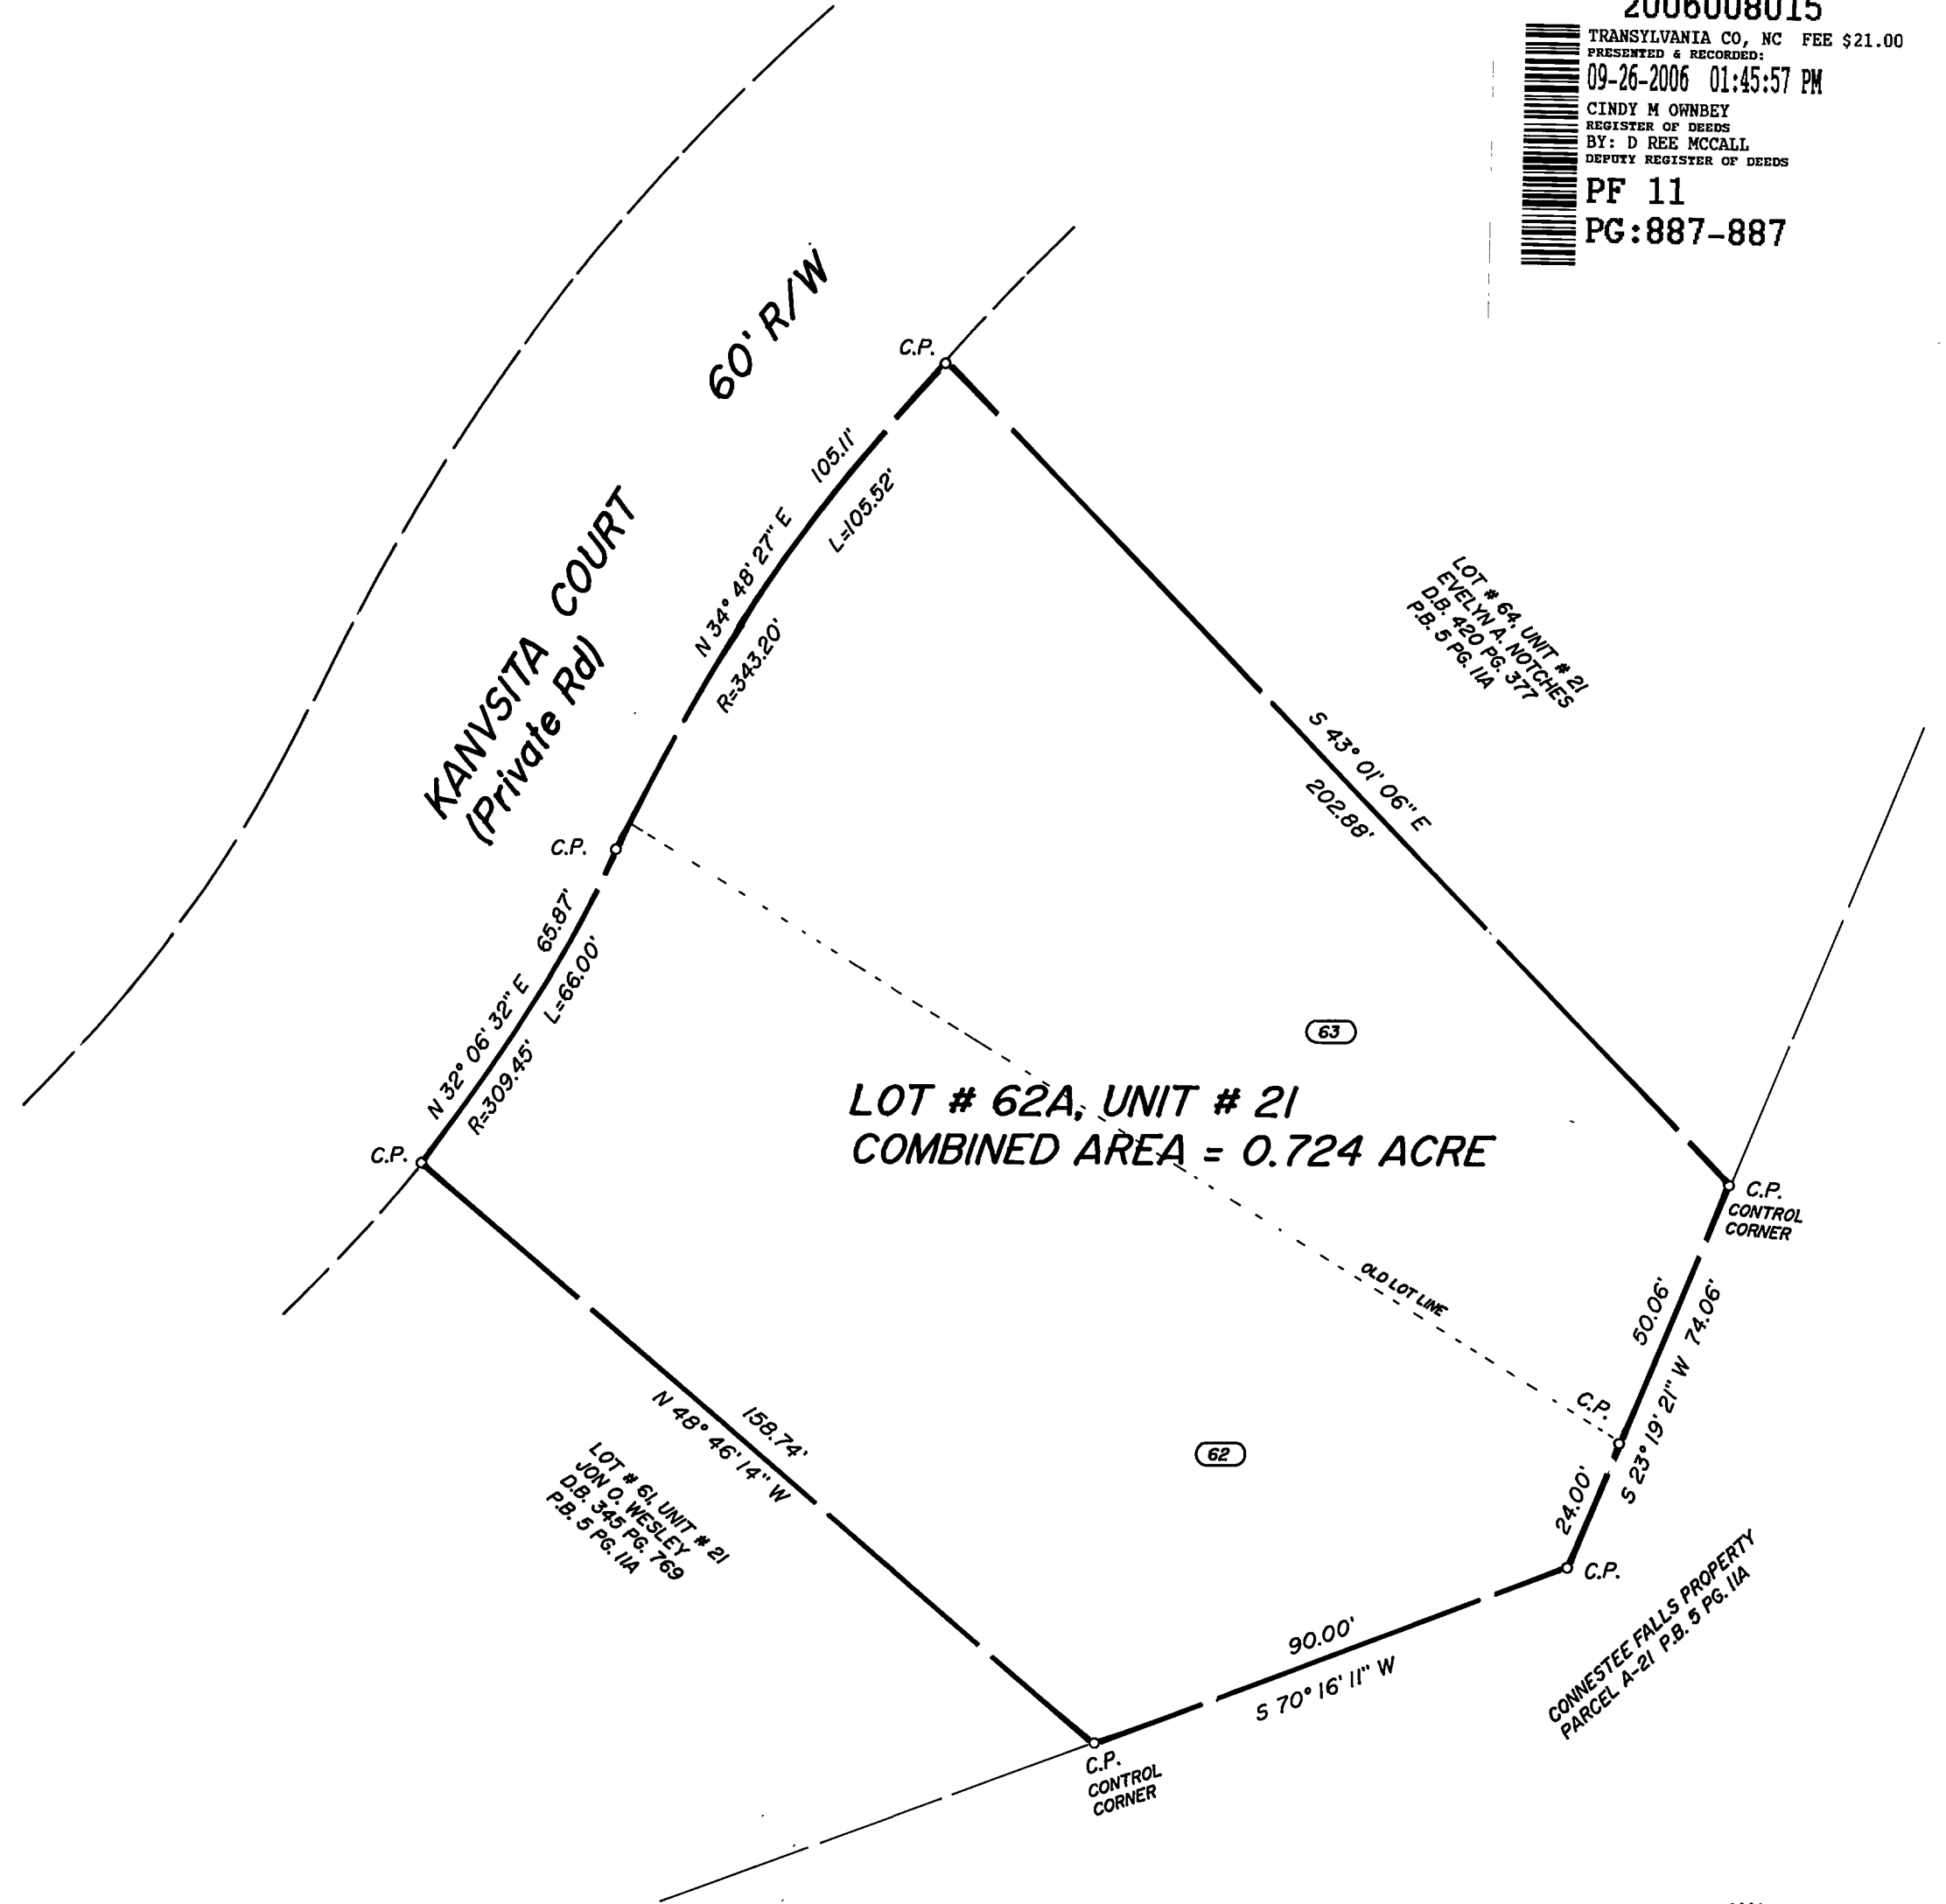 2006008015
TRANSYLVANIA CO, NC FEE $21.00
PRESENTED & RECORDED:
09-26-2006 01:45:57 PM
CINDY M OWNBEY
REGISTER OF DEEDS
BY: D REE MCCALL
DEPUTY REGISTER OF DEEDS
PF 11
PG:887-887
60' R/W
KANVSITA COURT
(Private Rd)
C.P.
N 34° 48' 27" E 105.11'
R=343.20' L=105.52'
C.P.
N 32° 06' 32" E 65.87'
R=309.45' L=66.00'
C.P.
LOT # 64, UNIT # 21
EVELYN A. NOTCHES
D.B. 420 PG. 377
P.B. 5 PG. 11A
S 43° 01' 06" E
202.88'
63
LOT # 62A, UNIT # 21
COMBINED AREA = 0.724 ACRE
C.P.
CONTROL
CORNER
OLD LOT LINE
50.06'
S 23° 19' 21" W 74.06'
C.P.
24.00'
C.P.
62
158.74'
N 48° 46' 14" W
LOT # 61, UNIT # 21
JON O. WESLEY
D.B. 345 PG. 769
P.B. 5 PG. 11A
90.00'
S 70° 16' 11" W
CONNESTEE FALLS PROPERTY
PARCEL A-21 P.B. 5 PG. 11A
C.P.
CONTROL
CORNER